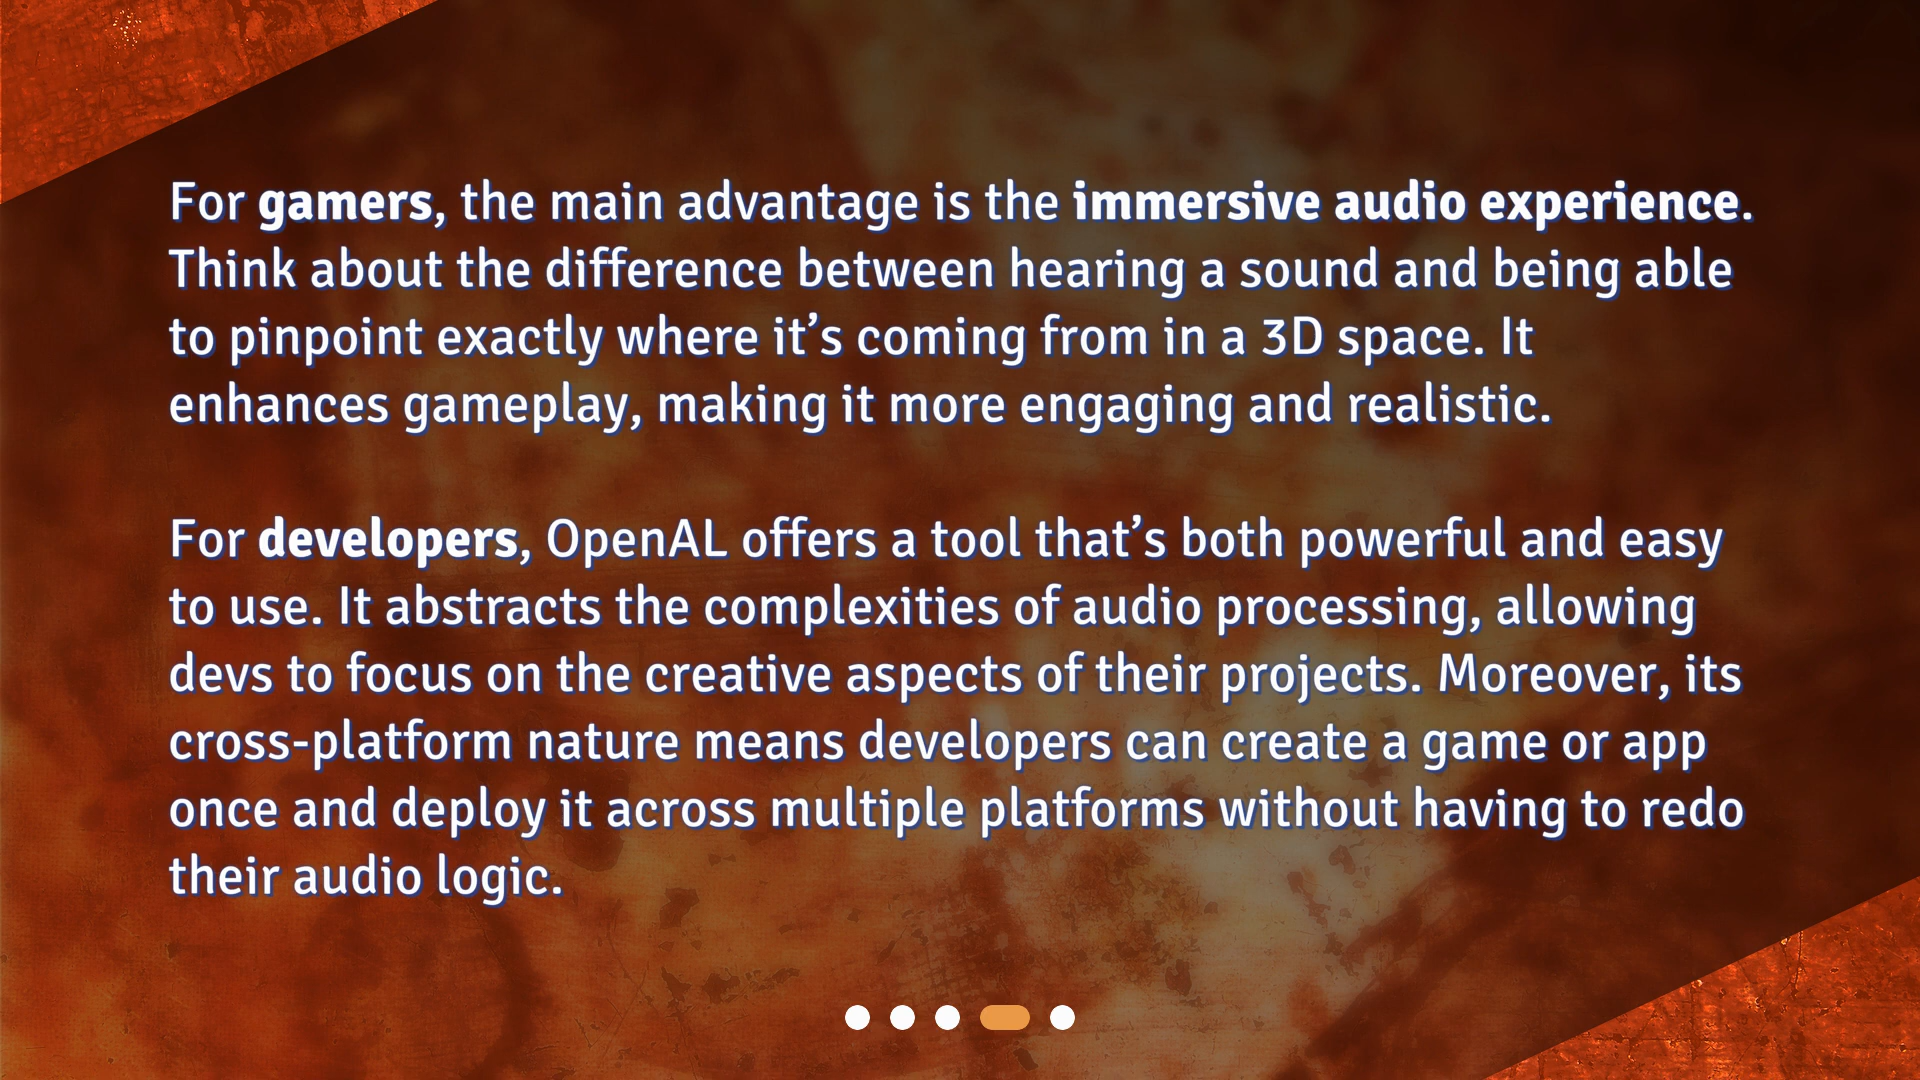 For gamers, the main advantage is the immersive audio experience.
Think about the difference between hearing a sound and being able
to pinpoint exactly where it’s coming from in a 3D space. It
enhances gameplay, making it more engaging and realistic.
For developers, OpenAL offers a tool that’s both powerful and easy
to use. It abstracts the complexities of audio processing, allowing
devs to focus on the creative aspects of their projects. Moreover, its
cross-platform nature means developers can create a game or app
once and deploy it across multiple platforms without having to redo
their audio logic.